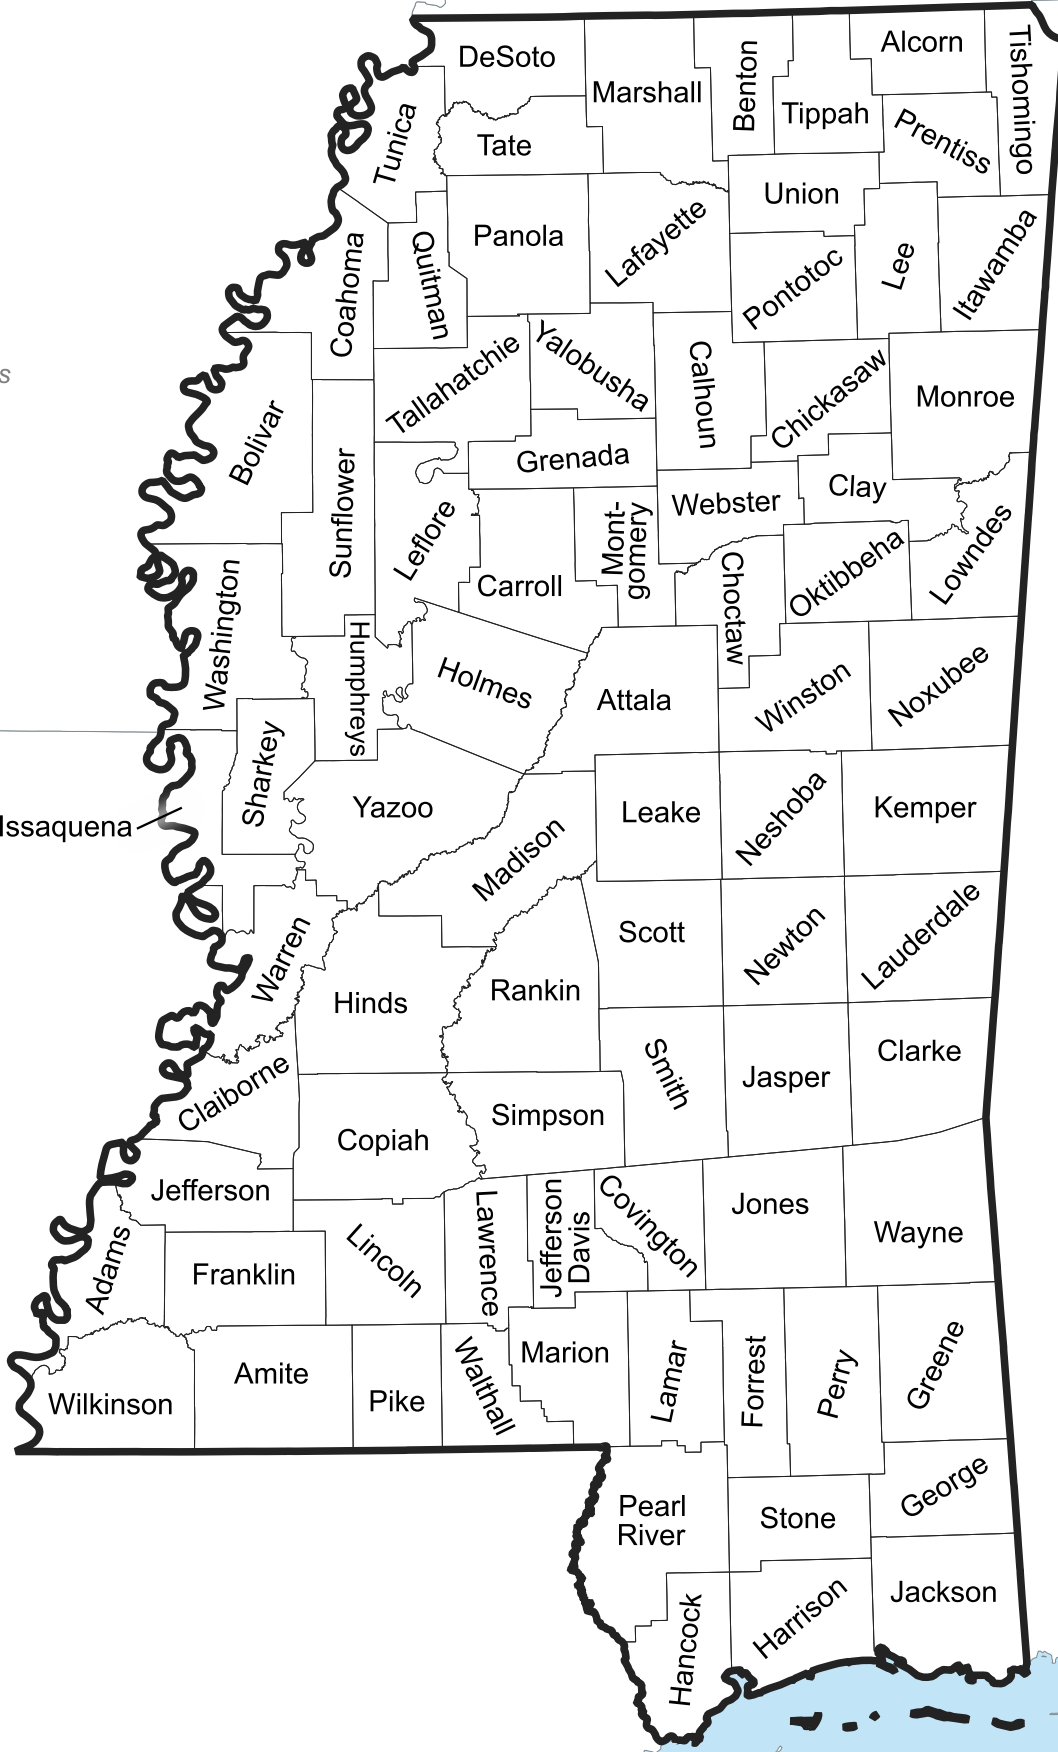 DeSoto
Marshall
Benton
Tippah
Alcorn
Tishomingo
Tunica
Tate
Prentiss
Union
Panola
Lafayette
Quitman
Coahoma
Pontotoc
Lee
Itawamba
s
Tallahatchie
Yalobusha
Calhoun
Chickasaw
Monroe
Bolivar
Sunflower
Grenada
Leflore
Carroll
Mont-
gomery
Webster
Clay
Choctaw
Oktibbeha
Lowndes
Washington
Humphreys
Holmes
Attala
Winston
Noxubee
Sharkey
Issaquena
Yazoo
Madison
Leake
Neshoba
Kemper
Warren
Hinds
Rankin
Scott
Newton
Lauderdale
Claiborne
Copiah
Simpson
Smith
Jasper
Clarke
Jefferson
Adams
Franklin
Lincoln
Lawrence
Jefferson
Davis
Covington
Jones
Wayne
Wilkinson
Amite
Pike
Walthall
Marion
Lamar
Forrest
Perry
Greene
Pearl
River
Stone
George
Hancock
Harrison
Jackson